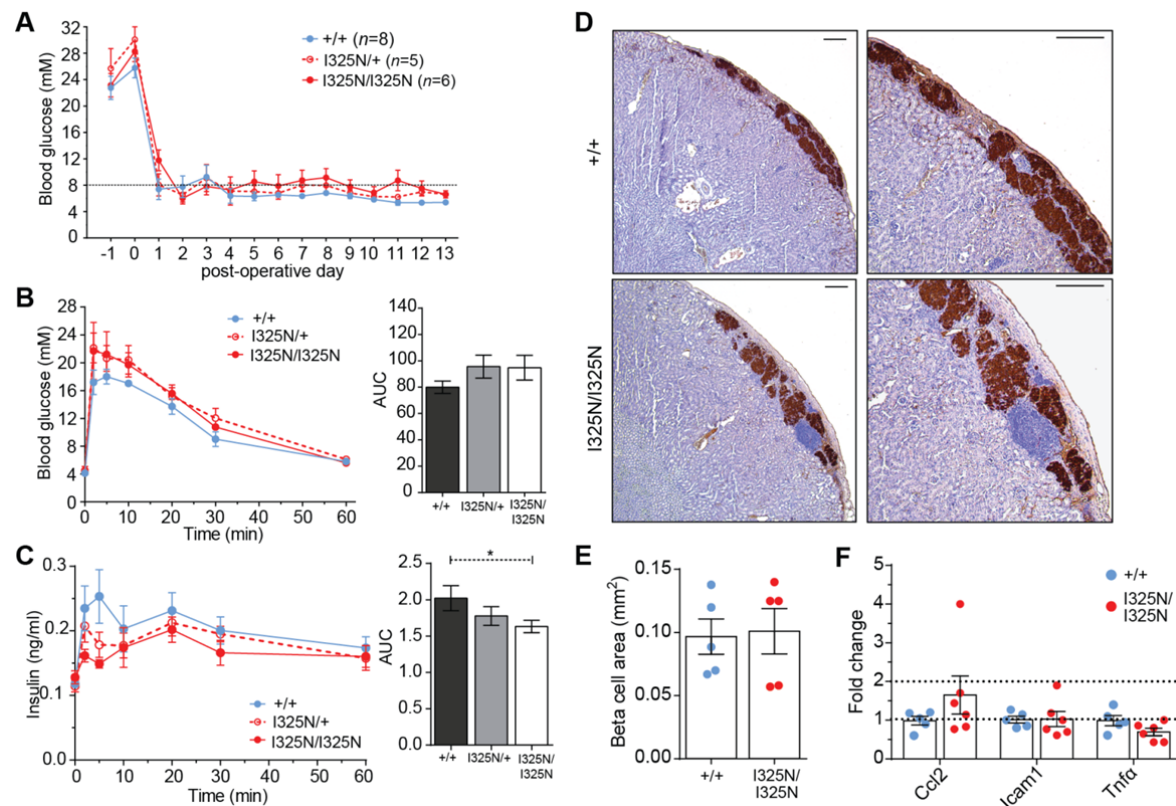 A
Blood glucose (mM)
32
28
24
20
16
12
8
4
0
-1 0 1 2 3 4 5 6 7 8 9 10 11 12 13
post-operative day
+/+ (n=8)
I325N/+ (n=5)
I325N/I325N (n=6)
B
Blood glucose (mM)
28
24
20
16
12
8
4
0
0 10 20 30 40 50 60
Time (min)
+/+
I325N/+
I325N/I325N
AUC
140
120
100
80
60
40
20
0
+/+ I325N/+ I325N/
I325N
C
Insulin (ng/ml)
0.3
0.2
0.1
0.0
0 10 20 30 40 50 60
Time (min)
+/+
I325N/+
I325N/I325N
AUC
2.5
2.0
1.5
1.0
0.5
0.0
*
+/+ I325N/+ I325N/
I325N
D
+/+
I325N/I325N
E
Beta cell area (mm2)
0.15
0.10
0.05
0.00
+/+ I325N/
I325N
F
Fold change
5
4
3
2
1
0
+/+
I325N/
I325N
Ccl2 Icam1 Tnfα